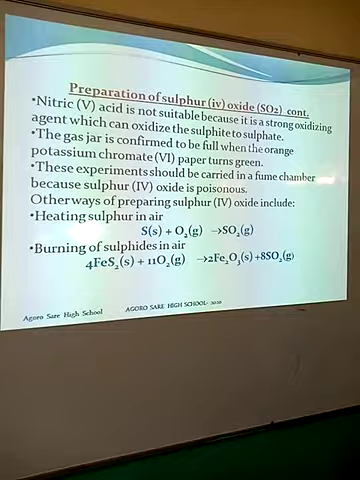 Preparation of sulphur (iv) oxide (SO₂) cont.
•Nitric (V) acid is not suitable because it is a strong oxidizing
agent which can oxidize the sulphite to sulphate.
•The gas jar is confirmed to be full when the orange
potassium chromate (VI) paper turns green.
•These experiments should be carried in a fume chamber
because sulphur (IV) oxide is poisonous.
Other ways of preparing sulphur (IV) oxide include:
•Heating sulphur in air
S(s) + O₂(g) →SO₂(g)
•Burning of sulphides in air
4FeS₂(s) + 11O₂(g) →2Fe₂O₃(s) +8SO₂(g)
Agoro Sare High School
AGORO SARE HIGH SCHOOL- 2020